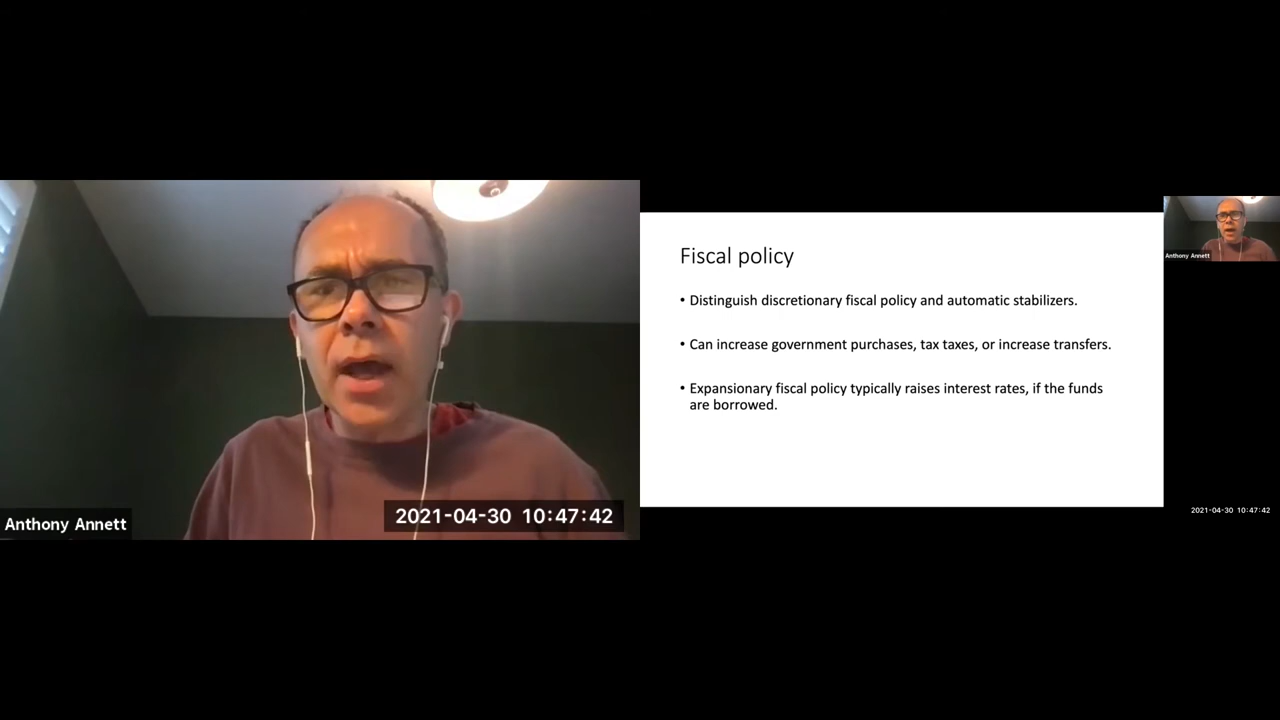 Anthony Annett
2021-04-30 10:47:42
Fiscal policy
• Distinguish discretionary fiscal policy and automatic stabilizers.
• Can increase government purchases, tax taxes, or increase transfers.
• Expansionary fiscal policy typically raises interest rates, if the funds
are borrowed.
Anthony Annett
2021-04-30 10:47:42